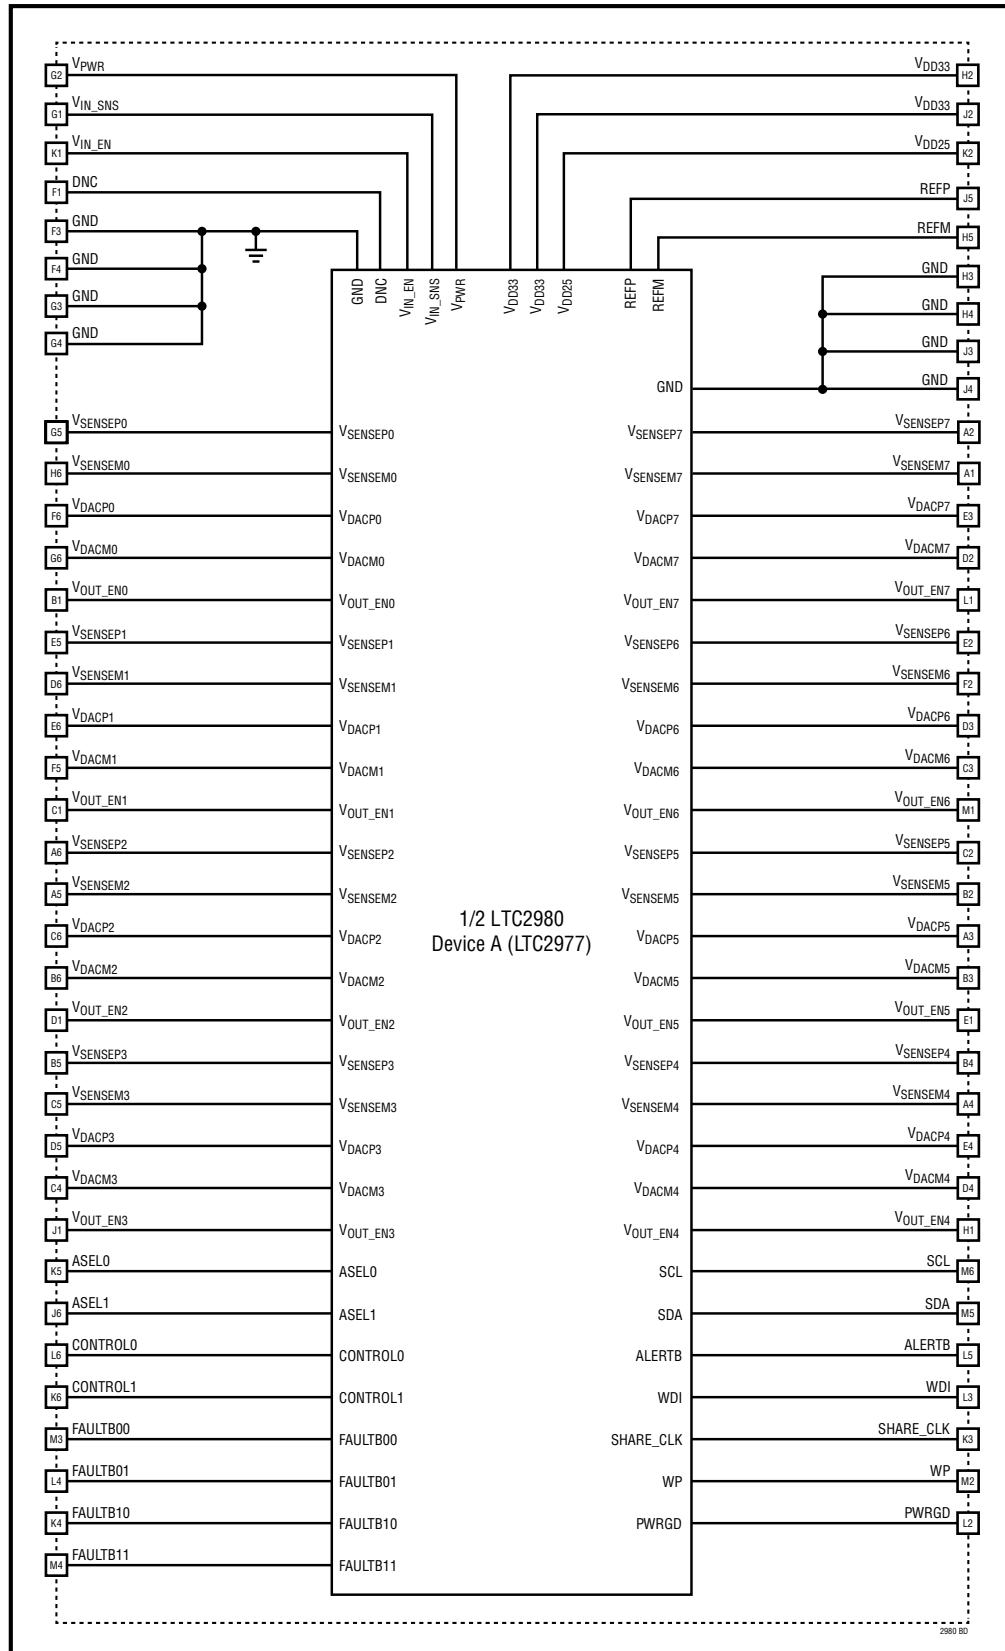 G2 VPWR
G1 VIN_SNS
K1 VIN_EN
F1 DNC
F3 GND
F4 GND
G3 GND
G4 GND
VDD33 H2
VDD33 J2
VDD25 K2
REFP J5
REFM H5
GND H3
GND H4
GND J3
GND J4
GND
DNC
VIN_EN
VIN_SNS
VPWR
VDD33
VDD33
VDD25
REFP
REFM
GND
G5 VSENSEP0 VSENSEP0 VSENSEP7 VSENSEP7 A2
H6 VSENSEM0 VSENSEM0 VSENSEM7 VSENSEM7 A1
F6 VDACP0 VDACP0 VDACP7 VDACP7 E3
G6 VDACM0 VDACM0 VDACM7 VDACM7 D2
B1 VOUT_EN0 VOUT_EN0 VOUT_EN7 VOUT_EN7 L1
E5 VSENSEP1 VSENSEP1 VSENSEP6 VSENSEP6 E2
D6 VSENSEM1 VSENSEM1 VSENSEM6 VSENSEM6 F2
E6 VDACP1 VDACP1 VDACP6 VDACP6 D3
F5 VDACM1 VDACM1 VDACM6 VDACM6 C3
C1 VOUT_EN1 VOUT_EN1 VOUT_EN6 VOUT_EN6 M1
A6 VSENSEP2 VSENSEP2 VSENSEP5 VSENSEP5 C2
A5 VSENSEM2 VSENSEM2 VSENSEM5 VSENSEM5 B2
1/2 LTC2980
Device A (LTC2977)
C6 VDACP2 VDACP2 VDACP5 VDACP5 A3
B6 VDACM2 VDACM2 VDACM5 VDACM5 B3
D1 VOUT_EN2 VOUT_EN2 VOUT_EN5 VOUT_EN5 E1
B5 VSENSEP3 VSENSEP3 VSENSEP4 VSENSEP4 B4
C5 VSENSEM3 VSENSEM3 VSENSEM4 VSENSEM4 A4
D5 VDACP3 VDACP3 VDACP4 VDACP4 E4
C4 VDACM3 VDACM3 VDACM4 VDACM4 D4
J1 VOUT_EN3 VOUT_EN3 VOUT_EN4 VOUT_EN4 H1
K5 ASEL0 ASEL0 SCL SCL M6
J6 ASEL1 ASEL1 SDA SDA M5
L6 CONTROL0 CONTROL0 ALERTB ALERTB L5
K6 CONTROL1 CONTROL1 WDI WDI L3
M3 FAULTB00 FAULTB00 SHARE_CLK SHARE_CLK K3
L4 FAULTB01 FAULTB01 WP WP M2
K4 FAULTB10 FAULTB10 PWRGD PWRGD L2
M4 FAULTB11 FAULTB11
2980 BD